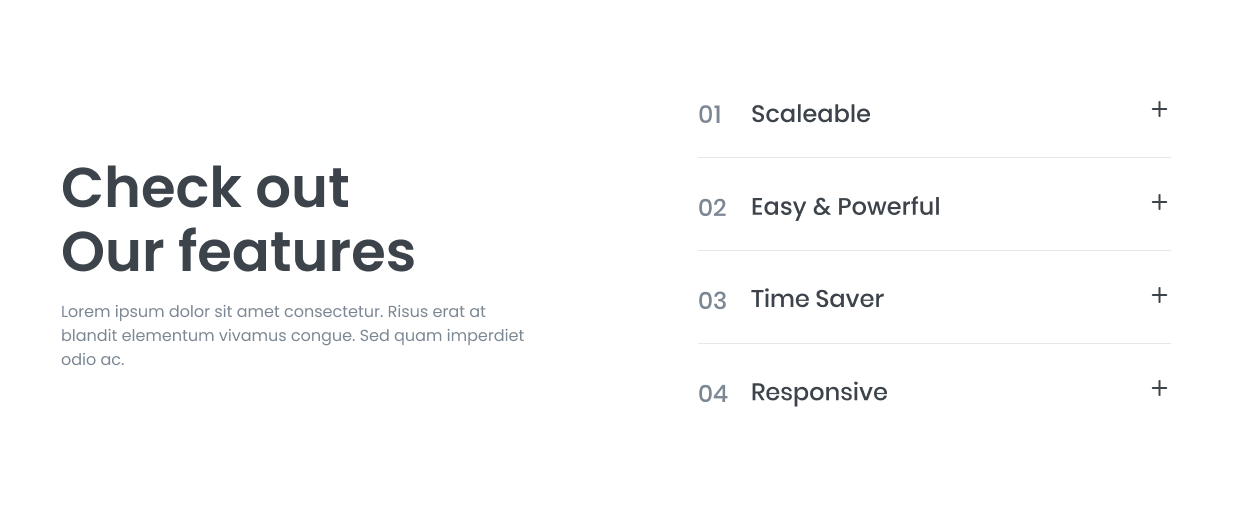 Check out
Our features
Lorem ipsum dolor sit amet consectetur. Risus erat at
blandit elementum vivamus congue. Sed quam imperdiet
odio ac.
01 Scaleable +
02 Easy & Powerful +
03 Time Saver +
04 Responsive +